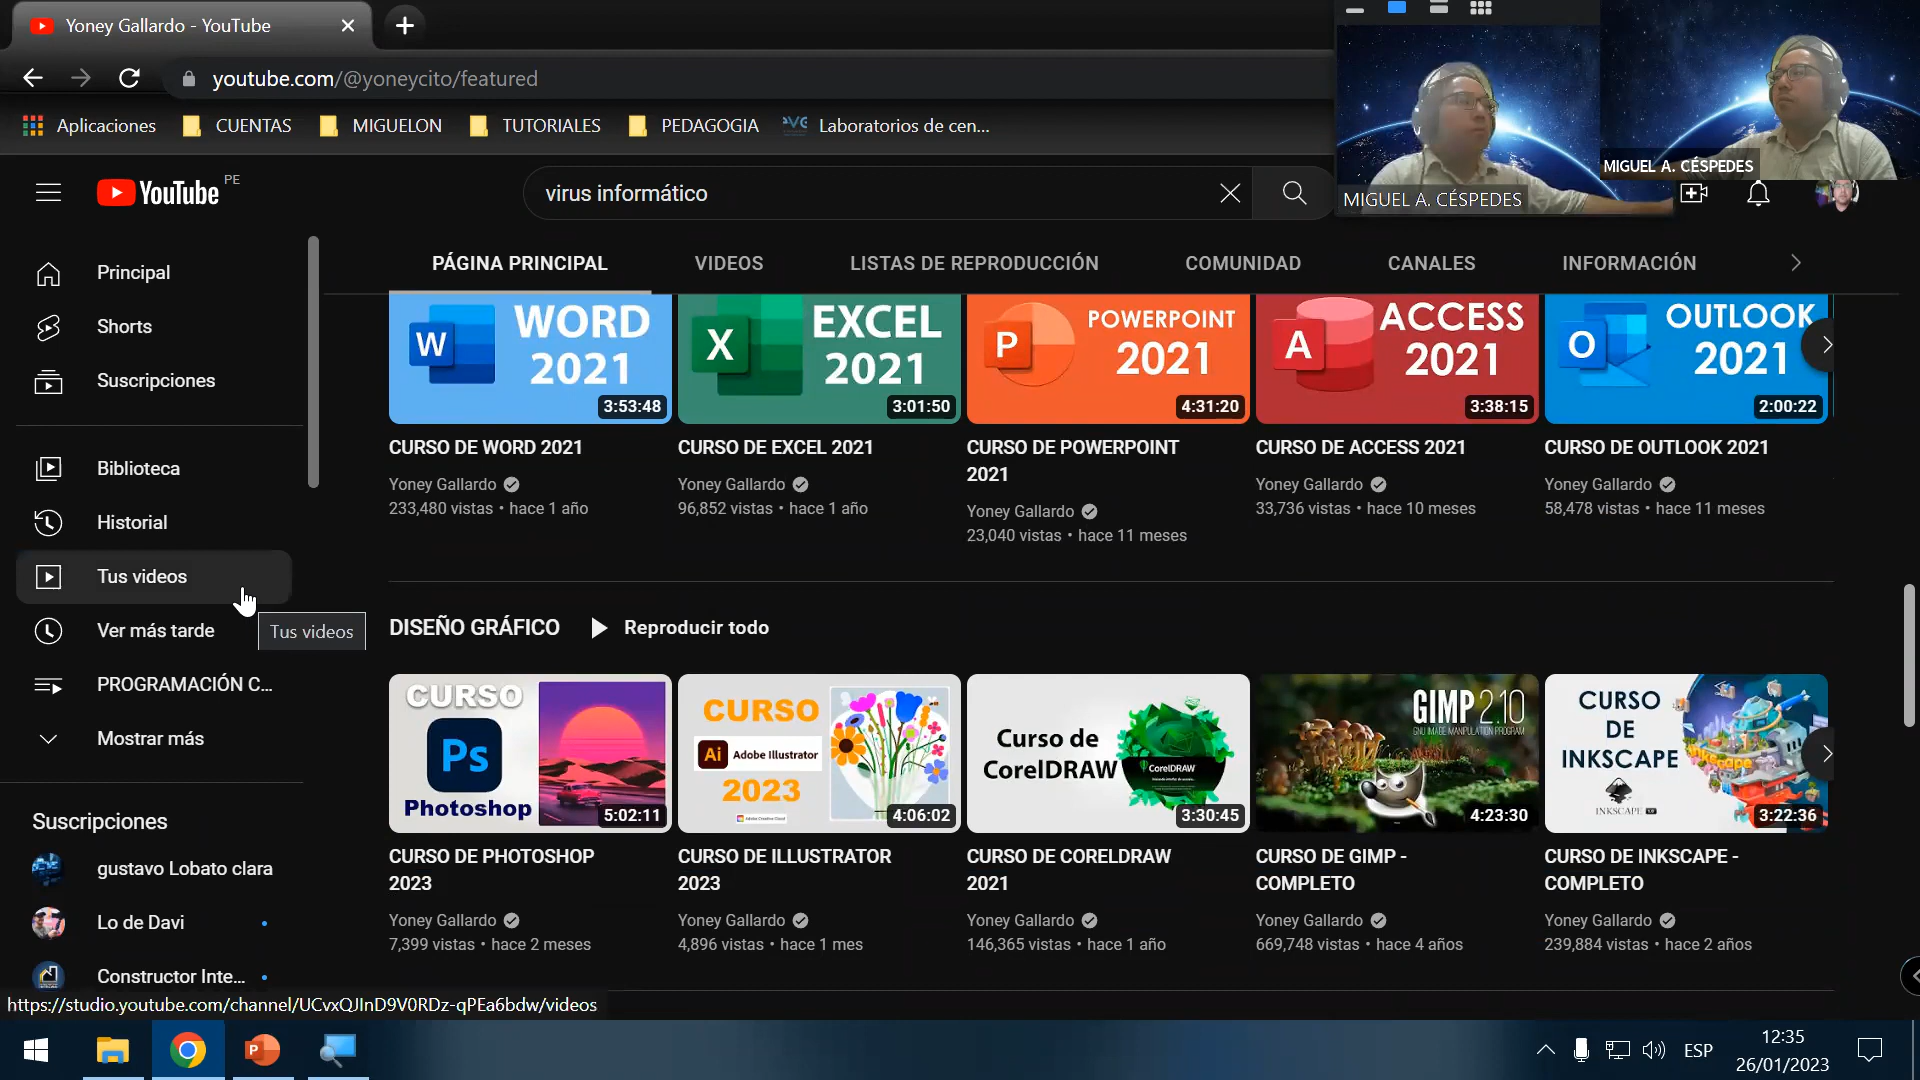 Yoney Gallardo - YouTube
youtube.com/@yoneycito/featured
Aplicaciones
CUENTAS
MIGUELON
TUTORIALES
PEDAGOGIA
Laboratorios de cen...
MIGUEL A. CÉSPEDES
MIGUEL A. CÉSPEDES
YouTube PE
virus informático
Principal
Shorts
Suscripciones
Biblioteca
Historial
Tus videos
Ver más tarde
Tus videos
PROGRAMACIÓN C...
Mostrar más
Suscripciones
gustavo Lobato clara
Lo de Davi
Constructor Inte...
PÁGINA PRINCIPAL
VIDEOS
LISTAS DE REPRODUCCIÓN
COMUNIDAD
CANALES
INFORMACIÓN
W
WORD
2021
3:53:48
CURSO DE WORD 2021
Yoney Gallardo
233,480 vistas • hace 1 año
X
EXCEL
2021
3:01:50
CURSO DE EXCEL 2021
Yoney Gallardo
96,852 vistas • hace 1 año
P
POWERPOINT
2021
4:31:20
CURSO DE POWERPOINT
2021
Yoney Gallardo
23,040 vistas • hace 11 meses
A
ACCESS
2021
3:38:15
CURSO DE ACCESS 2021
Yoney Gallardo
33,736 vistas • hace 10 meses
O
OUTLOOK
2021
2:00:22
CURSO DE OUTLOOK 2021
Yoney Gallardo
58,478 vistas • hace 11 meses
DISEÑO GRÁFICO
Reproducir todo
CURSO
Ps
Photoshop
5:02:11
CURSO DE PHOTOSHOP
2023
Yoney Gallardo
7,399 vistas • hace 2 meses
CURSO
Ai Adobe Illustrator
2023
4:06:02
CURSO DE ILLUSTRATOR
2023
Yoney Gallardo
4,896 vistas • hace 1 mes
Curso de
CorelDRAW
CorelDRAW
3:30:45
CURSO DE CORELDRAW
2021
Yoney Gallardo
146,365 vistas • hace 1 año
GIMP 2.10
GNU IMAGE MANIPULATION PROGRAM
4:23:30
CURSO DE GIMP -
COMPLETO
Yoney Gallardo
669,748 vistas • hace 4 años
CURSO
DE
INKSCAPE
INKSCAPE
3:22:36
CURSO DE INKSCAPE -
COMPLETO
Yoney Gallardo
239,884 vistas • hace 2 años
https://studio.youtube.com/channel/UCvxQJInD9V0RDz-qPEa6bdw/videos
P
ESP
12:35
26/01/2023